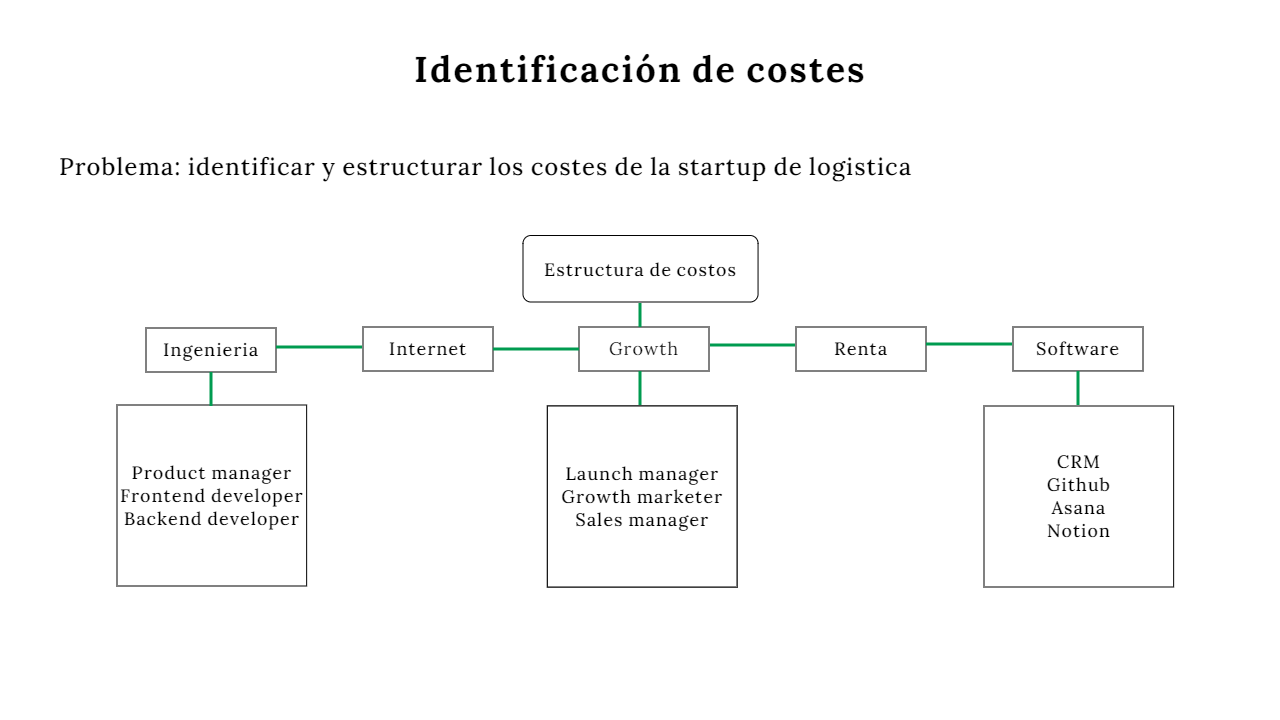 Identificación de costes
Problema: identificar y estructurar los costes de la startup de logistica
Estructura de costos
Ingenieria
Internet
Growth
Renta
Software
Product manager
Frontend developer
Backend developer
Launch manager
Growth marketer
Sales manager
CRM
Github
Asana
Notion